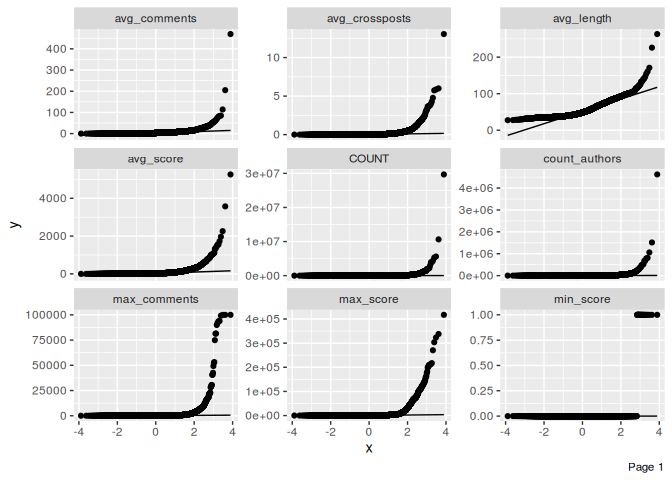 avg_comments avg_crossposts avg_length
400
300
200
100
0
10
5
0
200
100
0
avg_score COUNT count_authors
4000
2000
0
3e+07
2e+07
1e+07
0e+00
4e+06
3e+06
2e+06
1e+06
0e+00
y
max_comments max_score min_score
100000
75000
50000
25000
0
4e+05
3e+05
2e+05
1e+05
0e+00
1.00
0.75
0.50
0.25
0.00
-4 -2 0 2 4 -4 -2 0 2 4 -4 -2 0 2 4
x
Page 1